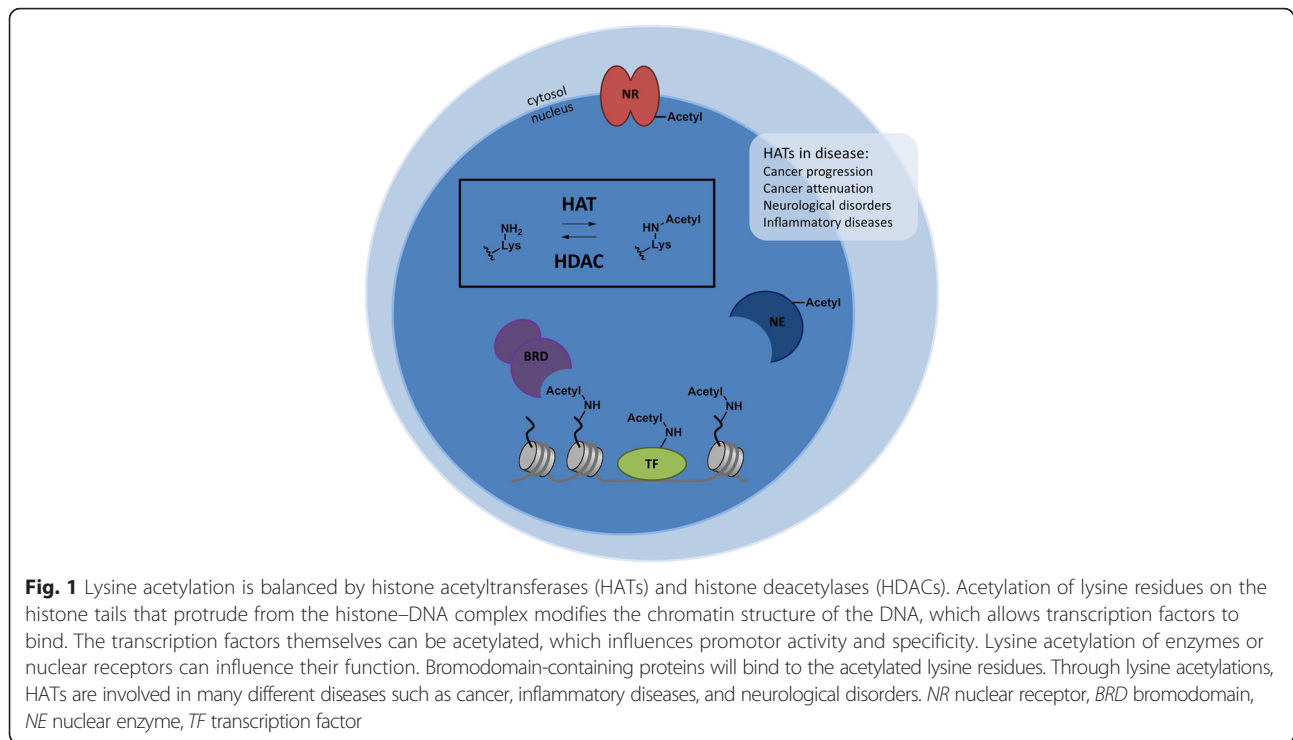 cytosol
nucleus
NR
Acetyl
HATs in disease:
Cancer progression
Cancer attenuation
Neurological disorders
Inflammatory diseases
HAT
NH2
Lys
Acetyl
HN
Lys
HDAC
Acetyl
NE
BRD
Acetyl
NH
Acetyl
NH
Acetyl
NH
TF
Fig. 1 Lysine acetylation is balanced by histone acetyltransferases (HATs) and histone deacetylases (HDACs). Acetylation of lysine residues on the
histone tails that protrude from the histone–DNA complex modifies the chromatin structure of the DNA, which allows transcription factors to
bind. The transcription factors themselves can be acetylated, which influences promotor activity and specificity. Lysine acetylation of enzymes or
nuclear receptors can influence their function. Bromodomain-containing proteins will bind to the acetylated lysine residues. Through lysine acetylations,
HATs are involved in many different diseases such as cancer, inflammatory diseases, and neurological disorders. NR nuclear receptor, BRD bromodomain,
NE nuclear enzyme, TF transcription factor